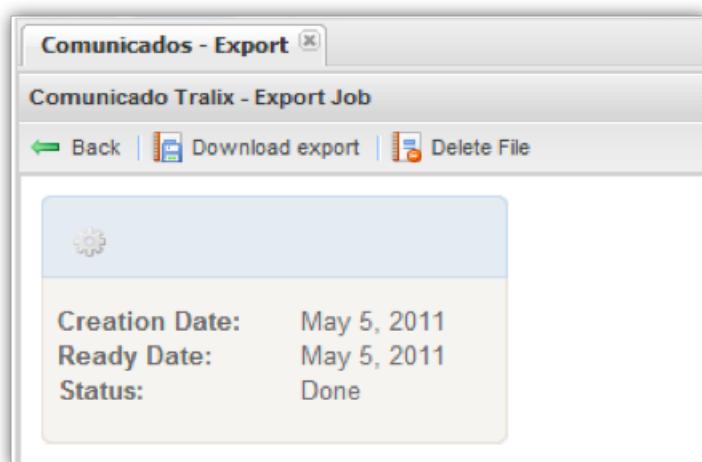 Comunicados - Export
Comunicado Tralix - Export Job
Back Download export Delete File
Creation Date: May 5, 2011
Ready Date: May 5, 2011
Status: Done